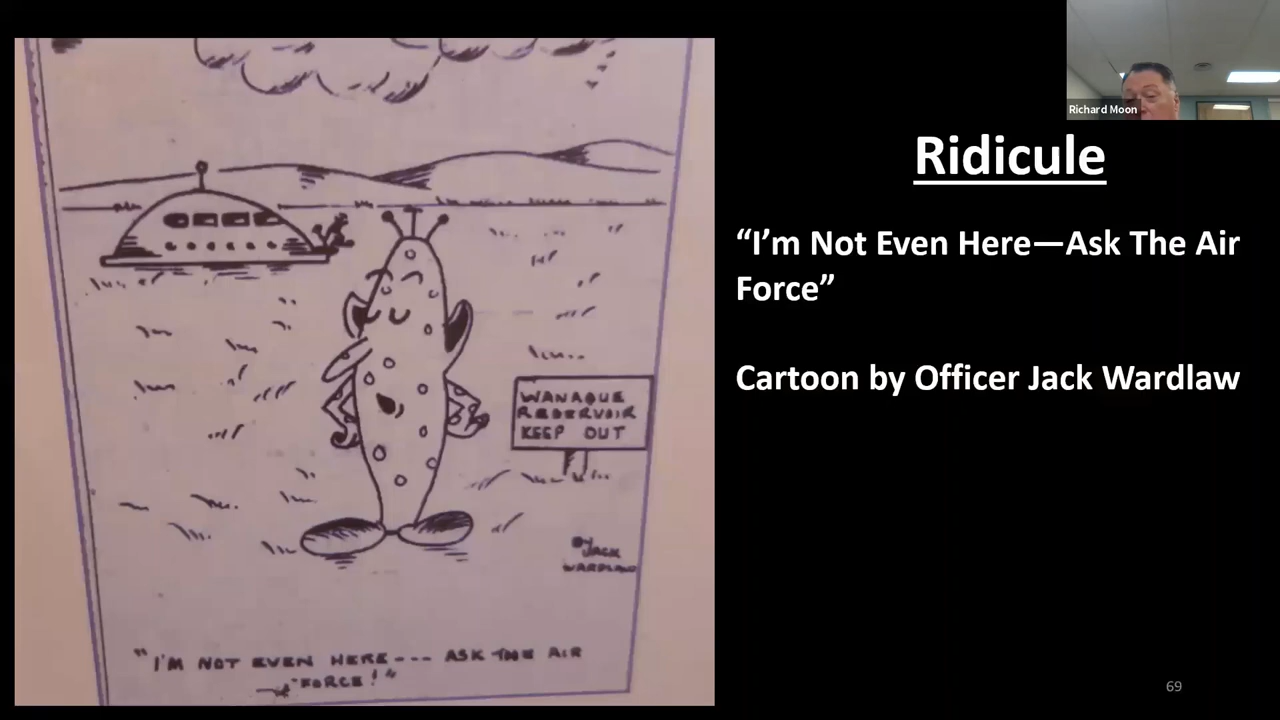 Richard Moon
Ridicule
“I’m Not Even Here—Ask The Air
Force”
Cartoon by Officer Jack Wardlaw
WANAQUE
RESERVOIR
KEEP OUT
BY
JACK
WARDLAW
"I'M NOT EVEN HERE--- ASK THE AIR
FORCE!"
69